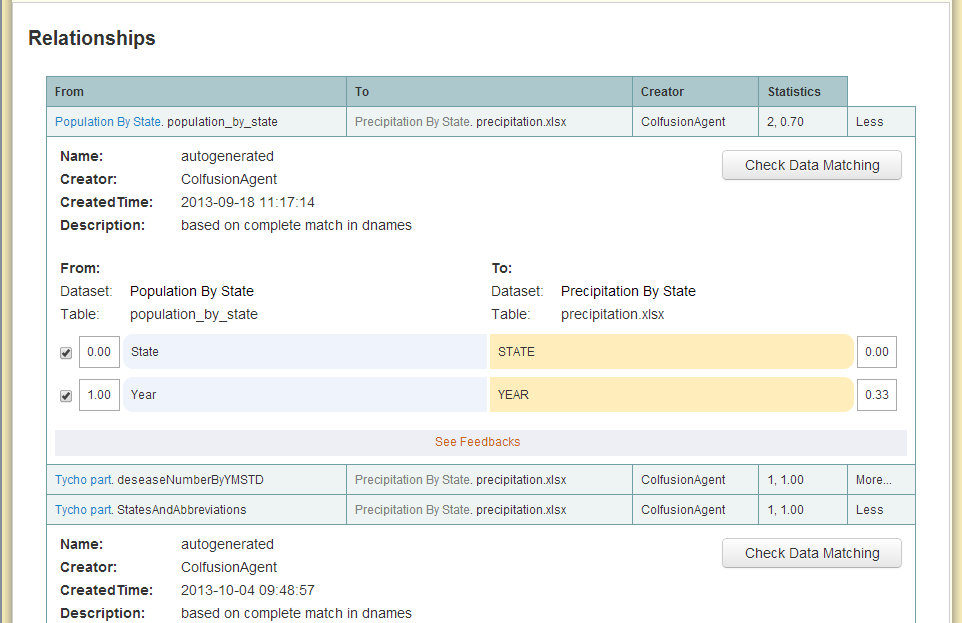 Relationships
From To Creator Statistics
Population By State. population_by_state Precipitation By State. precipitation.xlsx ColfusionAgent 2, 0.70 Less
Name: autogenerated Check Data Matching
Creator: ColfusionAgent
CreatedTime: 2013-09-18 11:17:14
Description: based on complete match in dnames
From: To:
Dataset: Population By State Dataset: Precipitation By State
Table: population_by_state Table: precipitation.xlsx
0.00 State STATE 0.00
1.00 Year YEAR 0.33
See Feedbacks
Tycho part. deseaseNumberByYMSTD Precipitation By State. precipitation.xlsx ColfusionAgent 1, 1.00 More...
Tycho part. StatesAndAbbreviations Precipitation By State. precipitation.xlsx ColfusionAgent 1, 1.00 Less
Name: autogenerated Check Data Matching
Creator: ColfusionAgent
CreatedTime: 2013-10-04 09:48:57
Description: based on complete match in dnames